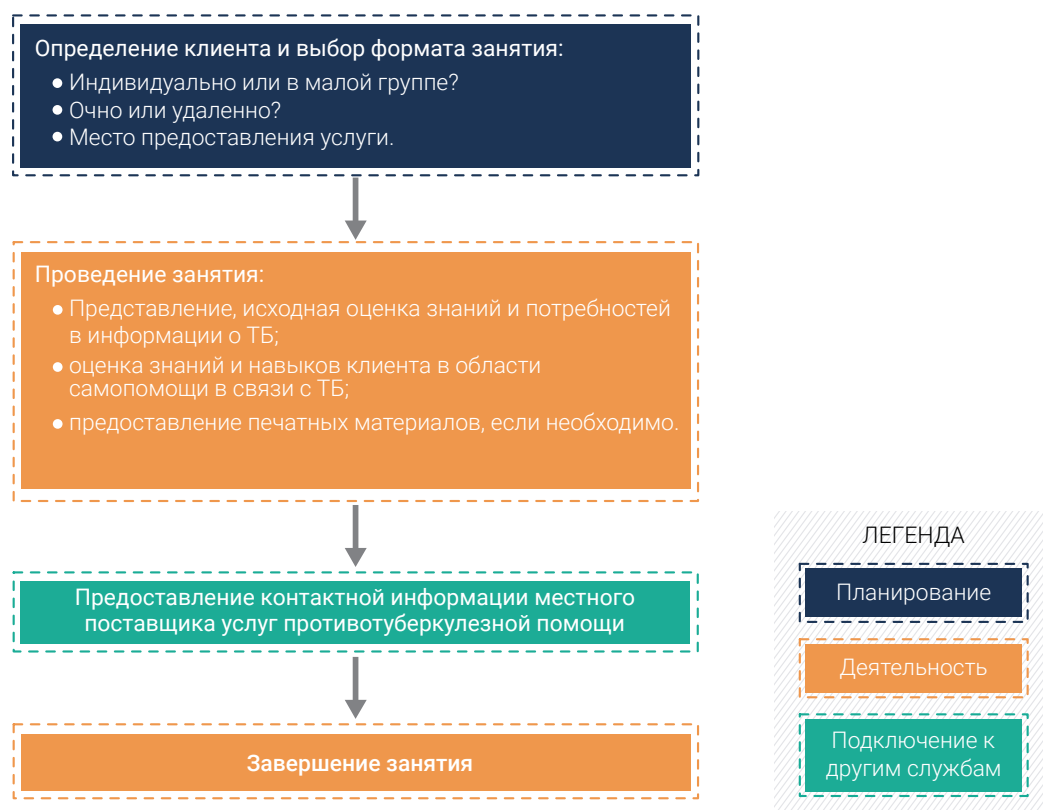 Определение клиента и выбор формата занятия:
● Индивидуально или в малой группе?
● Очно или удаленно?
● Место предоставления услуги.
Проведение занятия:
● Представление, исходная оценка знаний и потребностей
в информации о ТБ;
● оценка знаний и навыков клиента в области
самопомощи в связи с ТБ;
● предоставление печатных материалов, если необходимо.
Предоставление контактной информации местного
поставщика услуг противотуберкулезной помощи
Завершение занятия
ЛЕГЕНДА
Планирование
Деятельность
Подключение к
другим службам